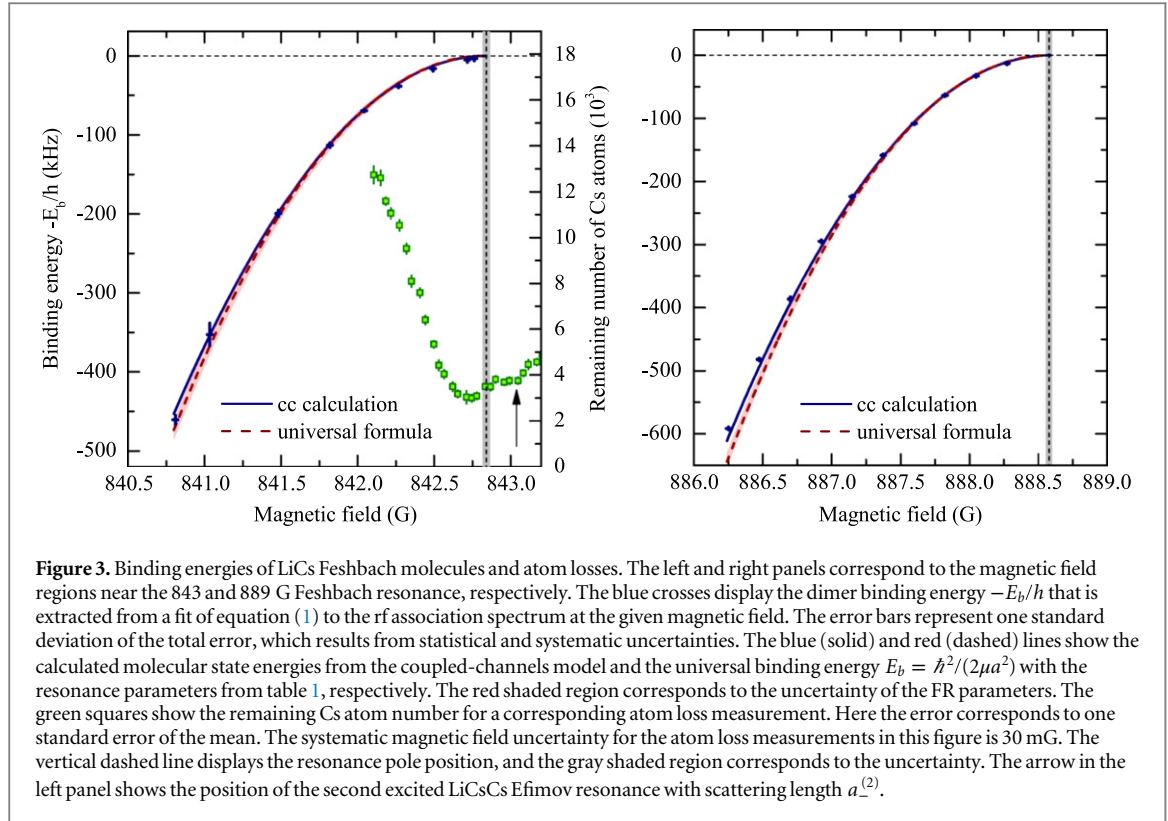 0
-100
-200
-300
-400
-500
Binding energy -E_b/h (kHz)
840.5 841.0 841.5 842.0 842.5 843.0
Magnetic field (G)
18
16
14
12
10
8
6
4
2
0
Remaining number of Cs atoms (10³)
cc calculation
universal formula
0
-100
-200
-300
-400
-500
-600
886.0 886.5 887.0 887.5 888.0 888.5 889.0
Magnetic field (G)
cc calculation
universal formula
Figure 3. Binding energies of LiCs Feshbach molecules and atom losses. The left and right panels correspond to the magnetic field
regions near the 843 and 889 G Feshbach resonance, respectively. The blue crosses display the dimer binding energy −E_b/h that is
extracted from a fit of equation (1) to the rf association spectrum at the given magnetic field. The error bars represent one standard
deviation of the total error, which results from statistical and systematic uncertainties. The blue (solid) and red (dashed) lines show the
calculated molecular state energies from the coupled-channels model and the universal binding energy E_b = ℏ²/(2μa²) with the
resonance parameters from table 1, respectively. The red shaded region corresponds to the uncertainty of the FR parameters. The
green squares show the remaining Cs atom number for a corresponding atom loss measurement. Here the error corresponds to one
standard error of the mean. The systematic magnetic field uncertainty for the atom loss measurements in this figure is 30 mG. The
vertical dashed line displays the resonance pole position, and the gray shaded region corresponds to the uncertainty. The arrow in the
left panel shows the position of the second excited LiCsCs Efimov resonance with scattering length a_−^(2).